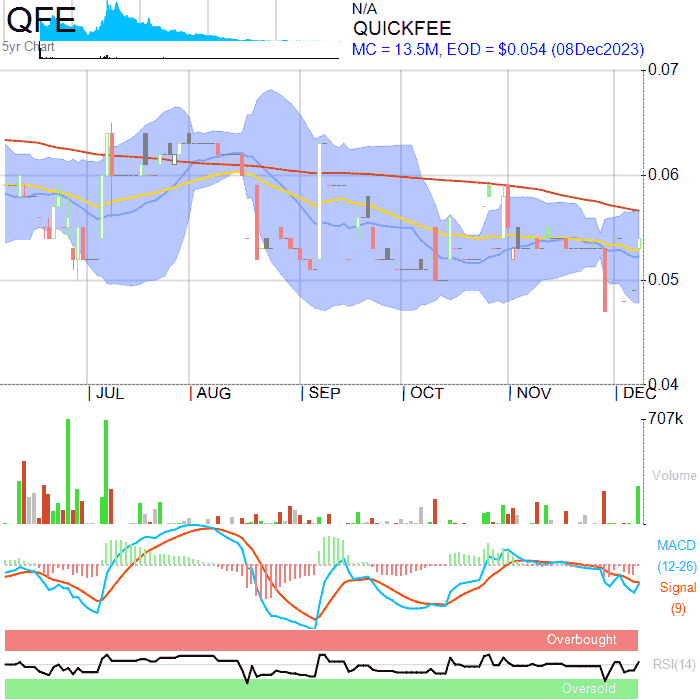 QFE
5yr Chart
N/A
QUICKFEE
MC = 13.5M, EOD = $0.054 (08Dec2023)
0.07
0.06
0.05
0.04
JUL AUG SEP OCT NOV DEC
707k
Volume
MACD
(12-26)
Signal
(9)
Overbought
RSI(14)
Oversold